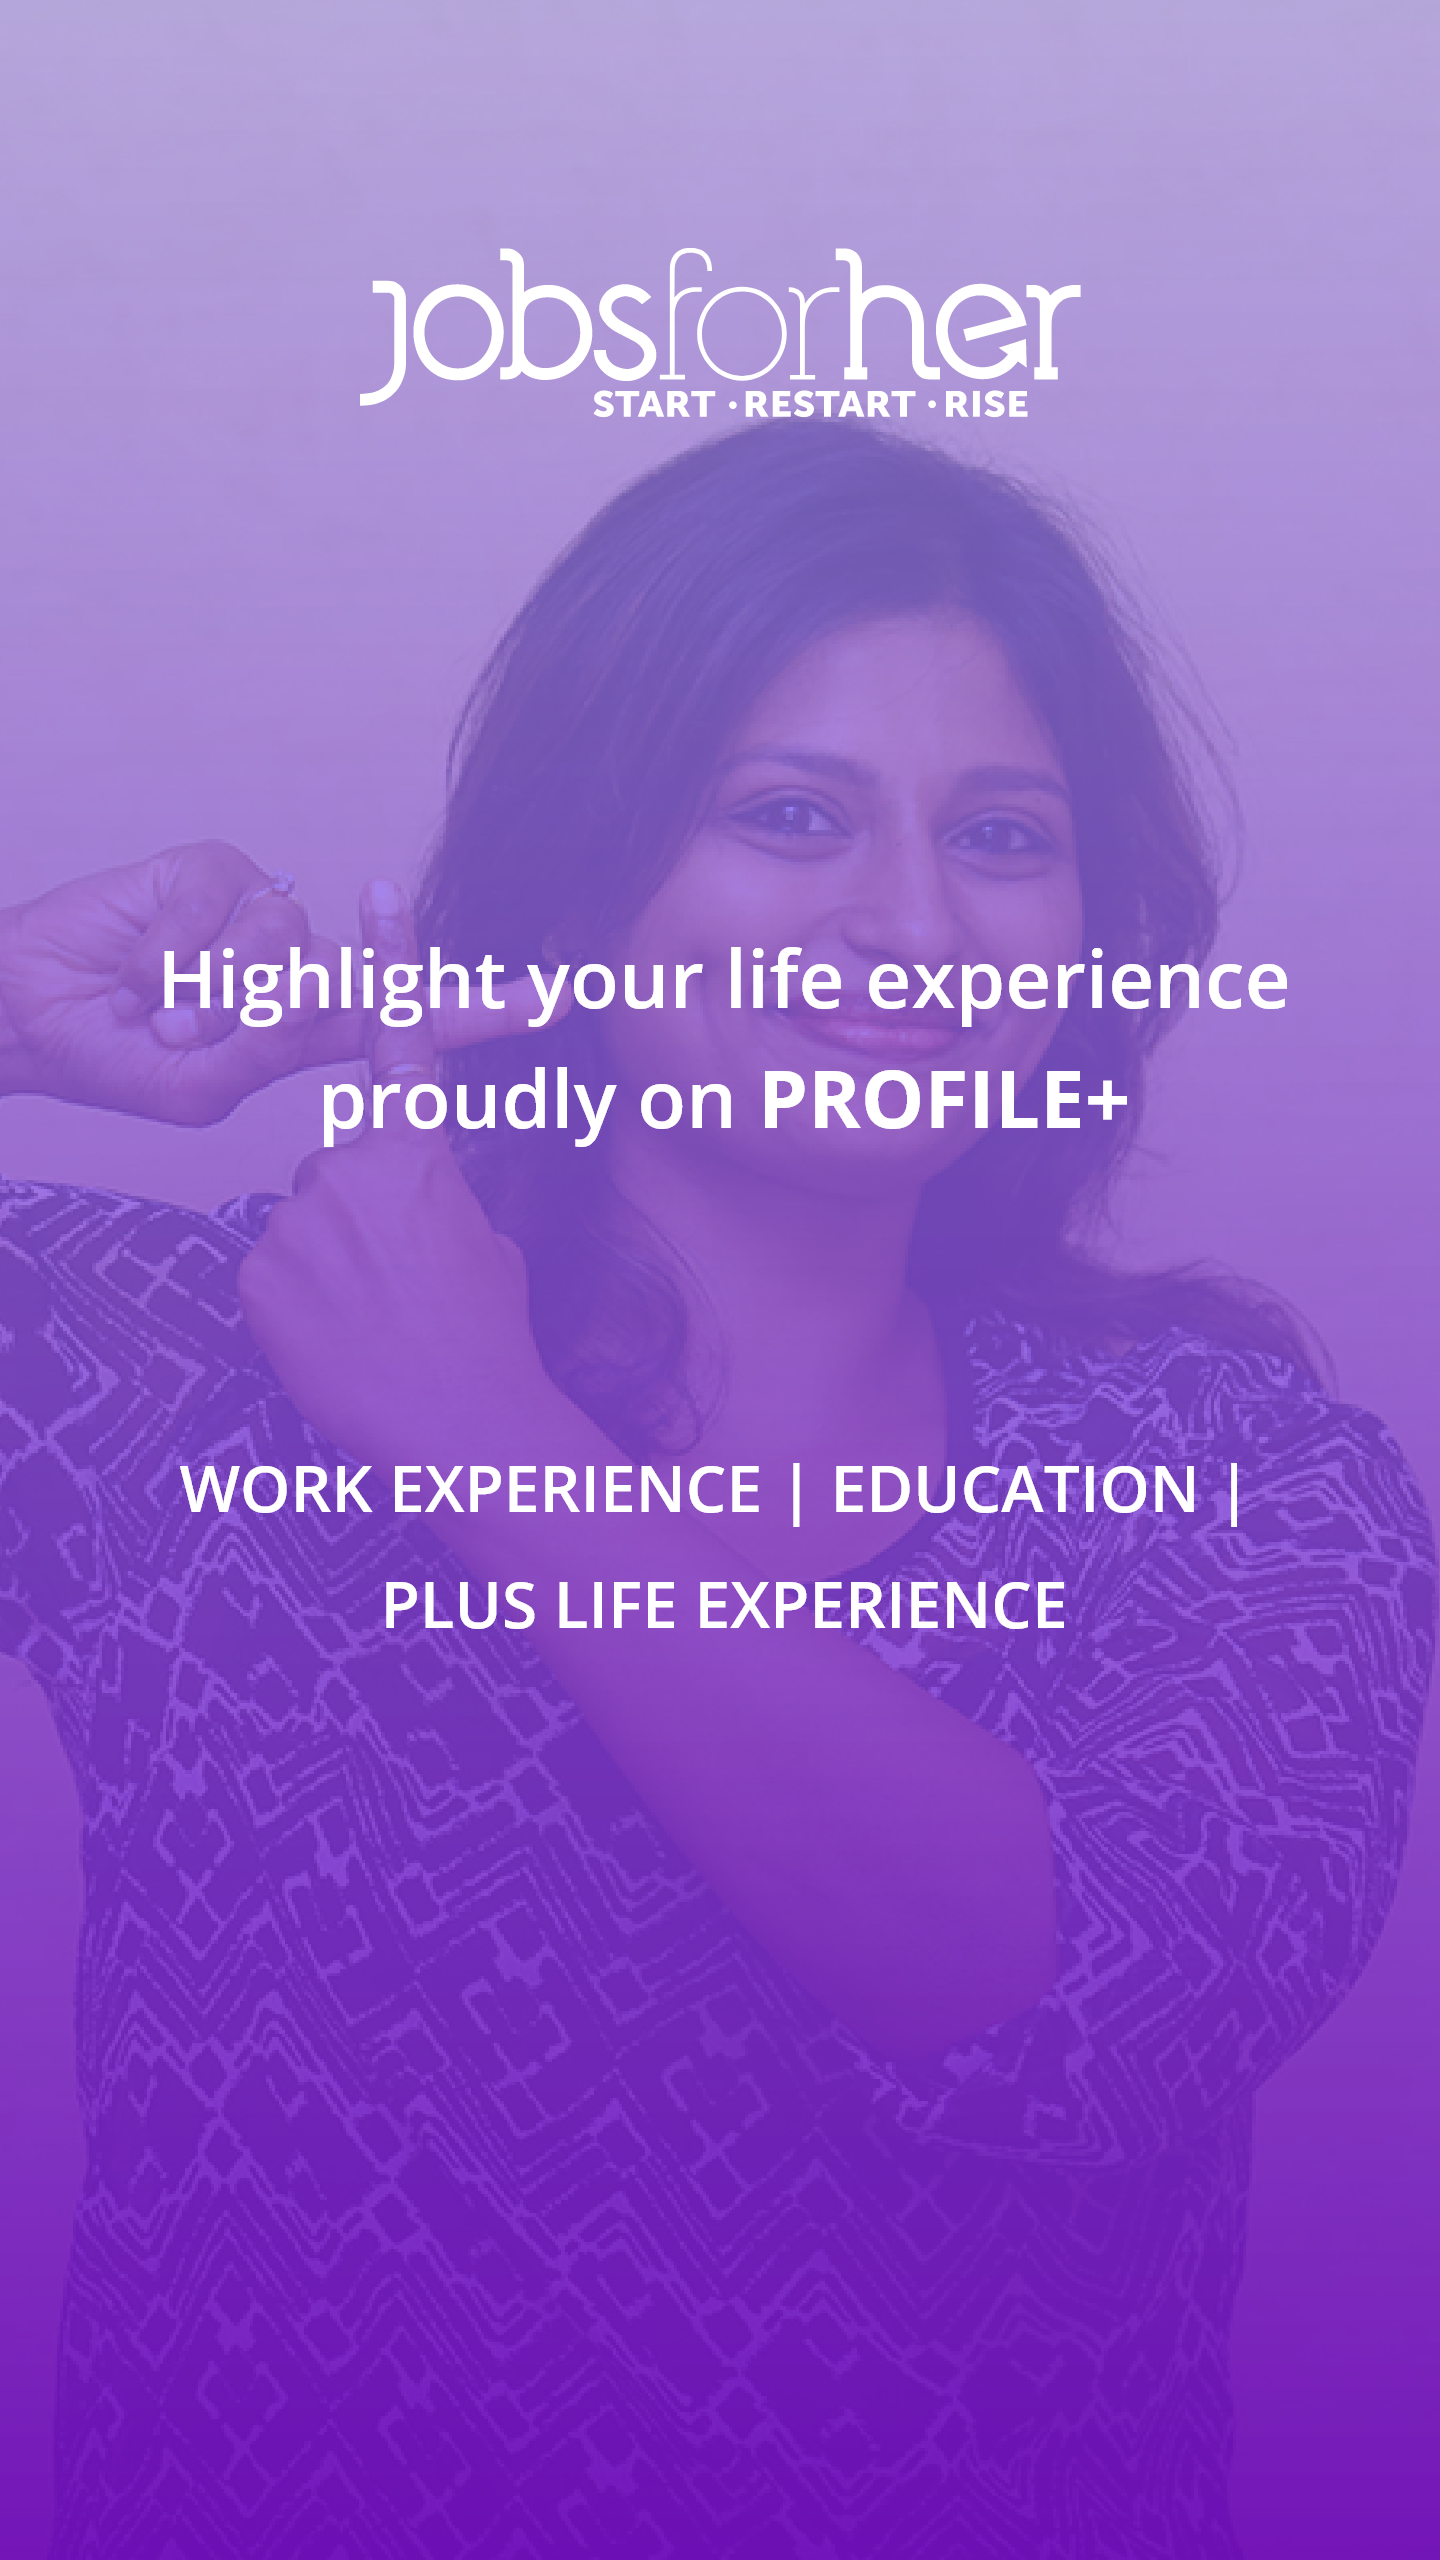 jobsforher
START · RESTART · RISE
Highlight your life experience
proudly on PROFILE+
WORK EXPERIENCE | EDUCATION |
PLUS LIFE EXPERIENCE